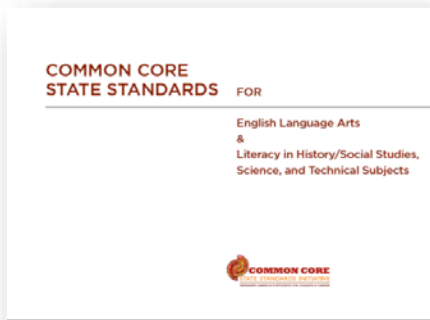 COMMON CORE
STATE STANDARDS FOR
English Language Arts
&
Literacy in History/Social Studies,
Science, and Technical Subjects
COMMON CORE
STATE STANDARDS INITIATIVE